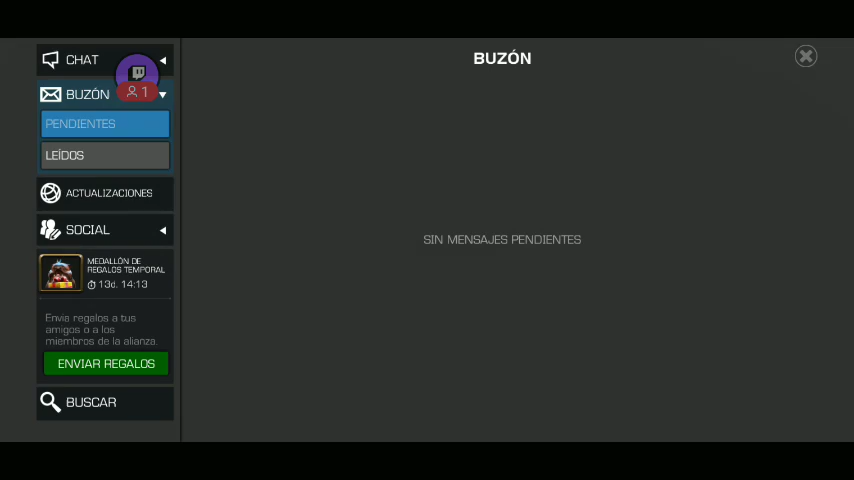 CHAT
BUZÓN
1
PENDIENTES
LEÍDOS
ACTUALIZACIONES
SOCIAL
MEDALLÓN DE
REGALOS TEMPORAL
13d. 14:13
Envia regalos a tus
amigos o a los
miembros de la alianza.
ENVIAR REGALOS
BUSCAR
BUZÓN
SIN MENSAJES PENDIENTES